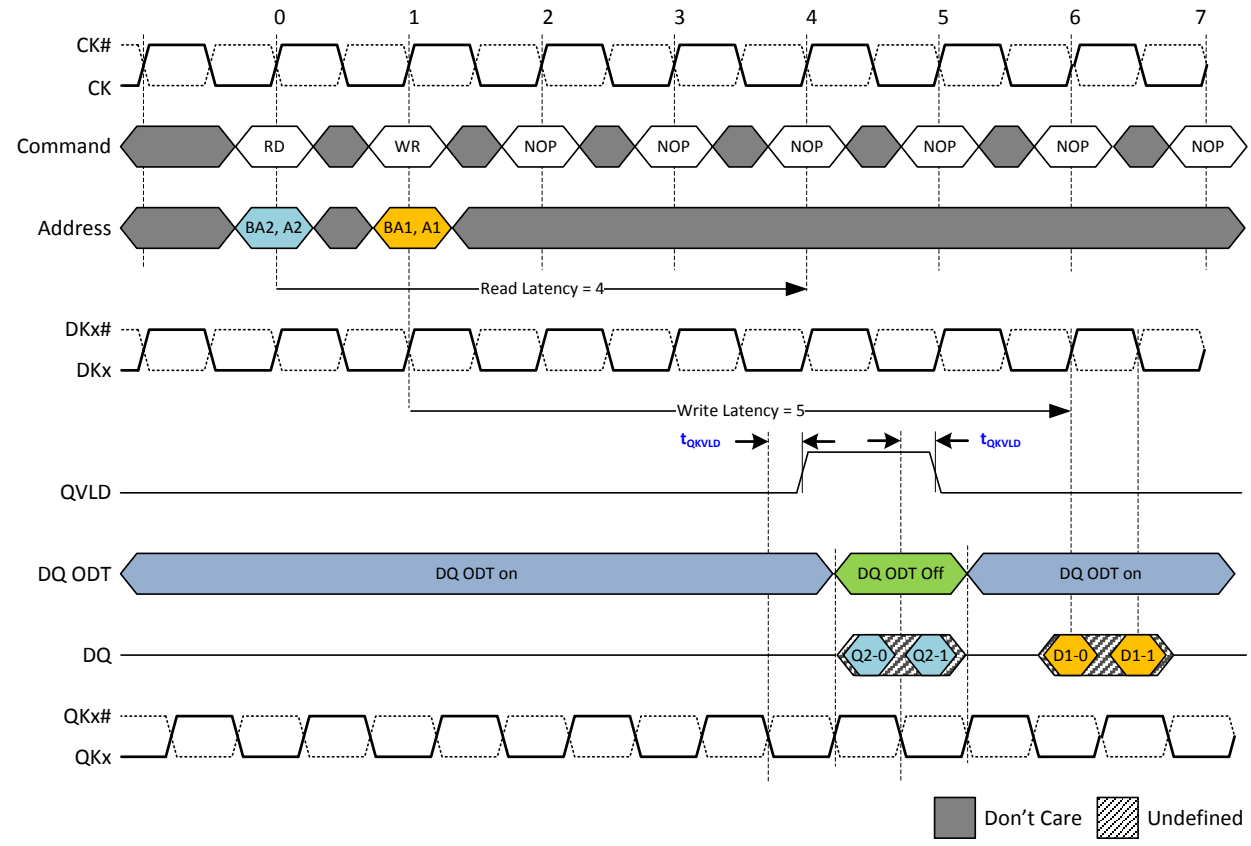 0 1 2 3 4 5 6 7
CK#
CK
Command RD WR NOP NOP NOP NOP NOP NOP
Address BA2, A2 BA1, A1
Read Latency = 4
DKx#
DKx
Write Latency = 5
tQKVLD tQKVLD
QVLD
DQ ODT DQ ODT on DQ ODT Off DQ ODT on
DQ Q2-0 Q2-1 D1-0 D1-1
QKx#
QKx
Don't Care Undefined